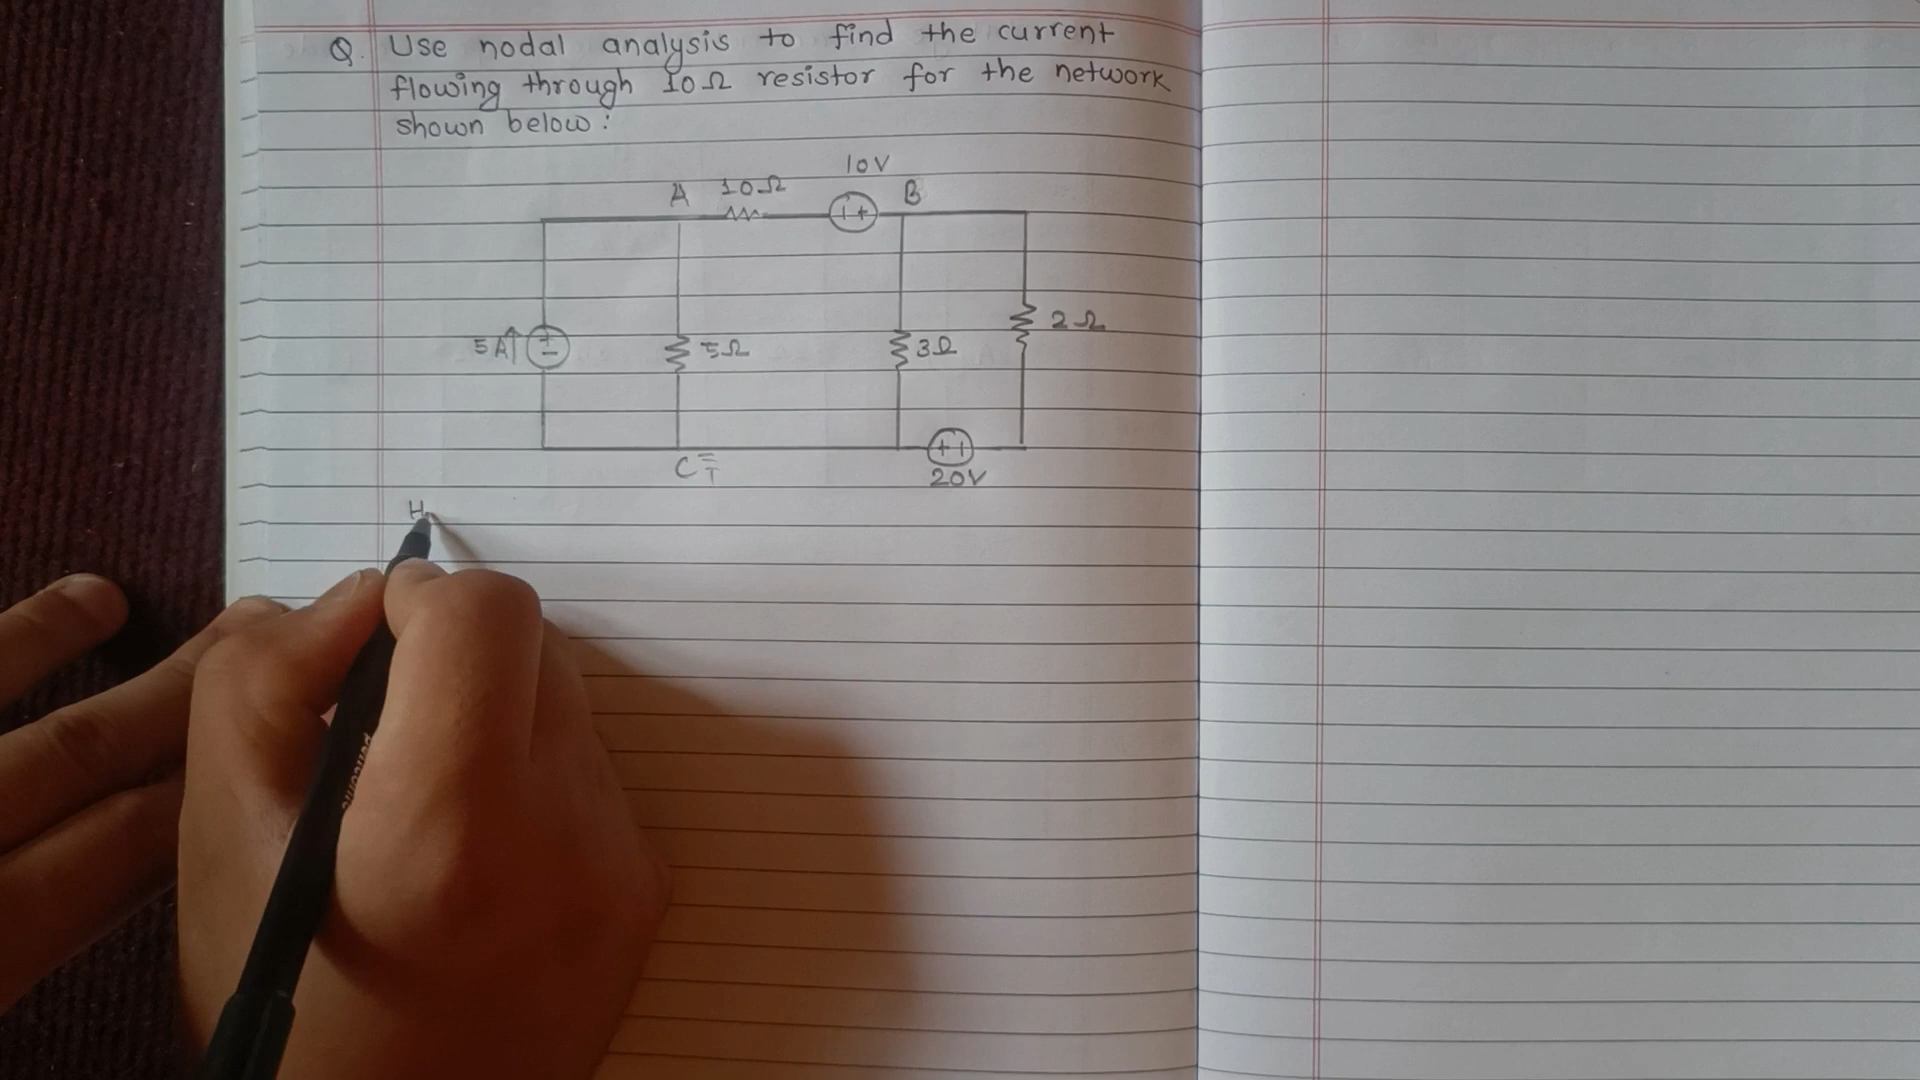 Q. Use nodal analysis to find the current
flowing through 10Ω resistor for the network
shown below:
10V
A 10Ω B
5A 5Ω 3Ω 2Ω
C 20V
H